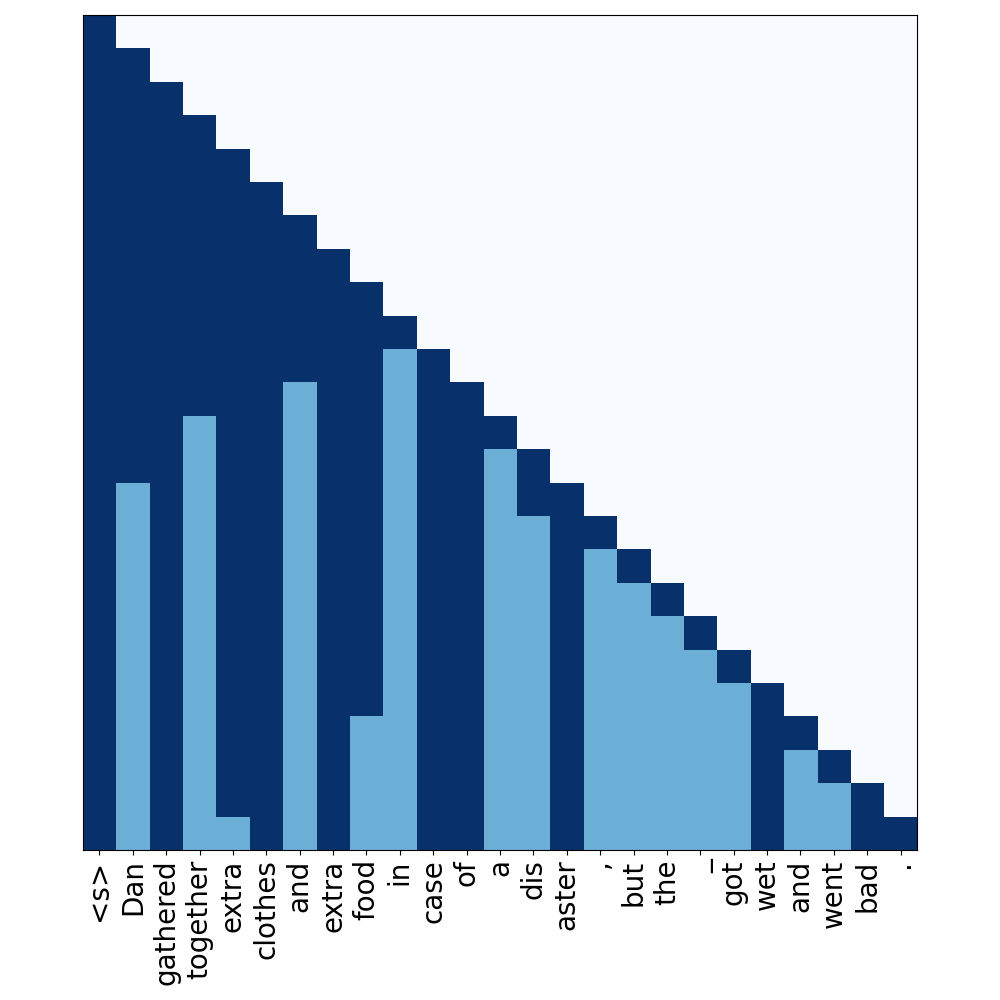 <s> Dan gathered together extra clothes and extra food in case of a dis aster , but the _ got wet and went bad .